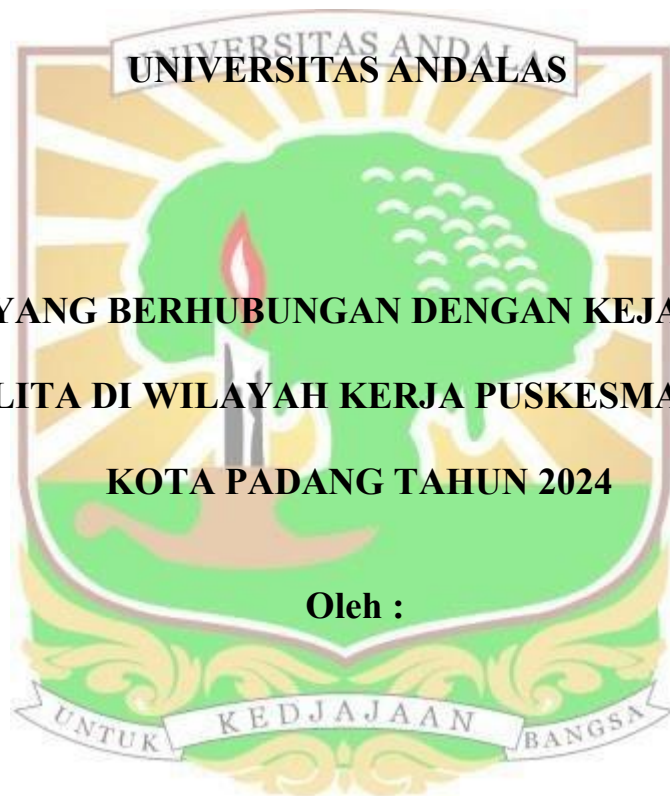 UNIVERSITAS ANDALAS
UNIVERSITAS ANDALAS
YANG BERHUBUNGAN DENGAN KEJA
LITA DI WILAYAH KERJA PUSKESMA
KOTA PADANG TAHUN 2024
Oleh :
UNTUK KEDJAJAAN BANGSA